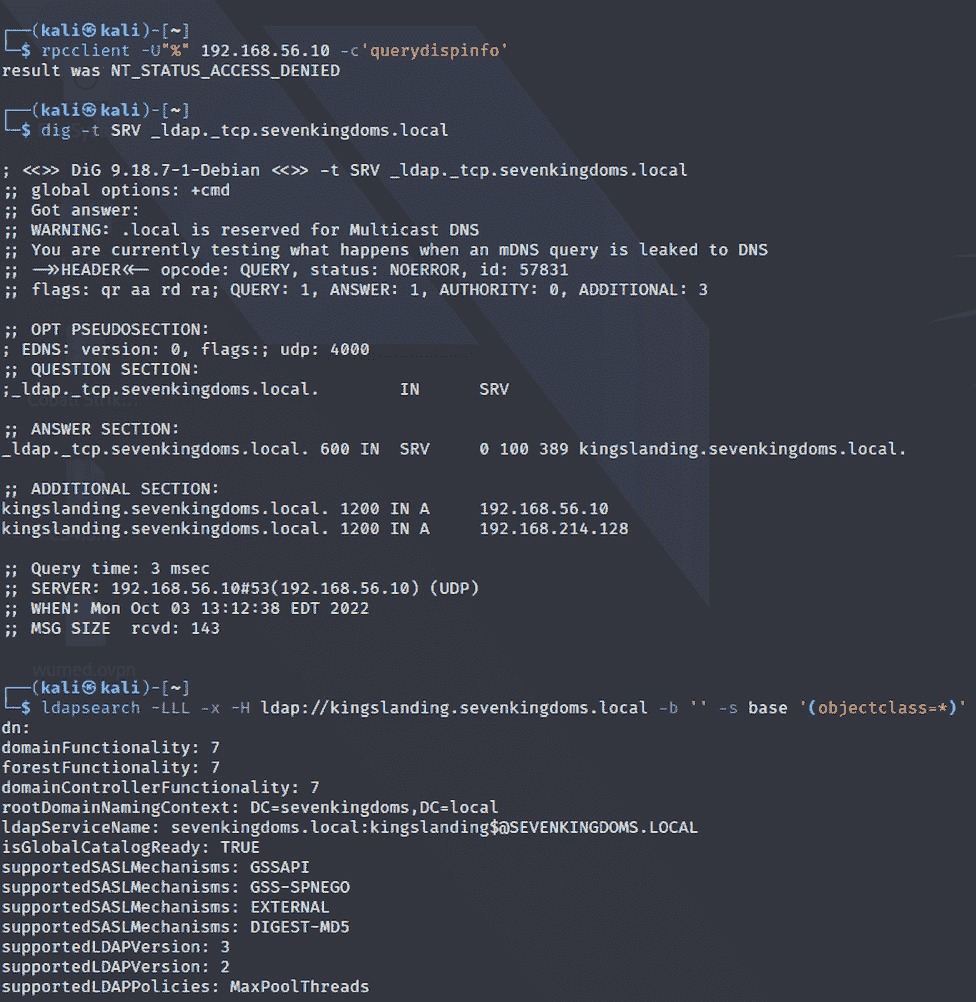 ┌──(kali㉿kali)-[~]
└─$ rpcclient -U"%" 192.168.56.10 -c'querydispinfo'
result was NT_STATUS_ACCESS_DENIED
┌──(kali㉿kali)-[~]
└─$ dig -t SRV _ldap._tcp.sevenkingdoms.local
; <<>> DiG 9.18.7-1-Debian <<>> -t SRV _ldap._tcp.sevenkingdoms.local
;; global options: +cmd
;; Got answer:
;; WARNING: .local is reserved for Multicast DNS
;; You are currently testing what happens when an mDNS query is leaked to DNS
;; ->>HEADER<<- opcode: QUERY, status: NOERROR, id: 57831
;; flags: qr aa rd ra; QUERY: 1, ANSWER: 1, AUTHORITY: 0, ADDITIONAL: 3
;; OPT PSEUDOSECTION:
; EDNS: version: 0, flags:; udp: 4000
;; QUESTION SECTION:
;_ldap._tcp.sevenkingdoms.local. IN SRV
;; ANSWER SECTION:
_ldap._tcp.sevenkingdoms.local. 600 IN SRV 0 100 389 kingslanding.sevenkingdoms.local.
;; ADDITIONAL SECTION:
kingslanding.sevenkingdoms.local. 1200 IN A 192.168.56.10
kingslanding.sevenkingdoms.local. 1200 IN A 192.168.214.128
;; Query time: 3 msec
;; SERVER: 192.168.56.10#53(192.168.56.10) (UDP)
;; WHEN: Mon Oct 03 13:12:38 EDT 2022
;; MSG SIZE rcvd: 143
wumed.ovpn
┌──(kali㉿kali)-[~]
└─$ ldapsearch -LLL -x -H ldap://kingslanding.sevenkingdoms.local -b '' -s base '(objectclass=*)'
dn:
domainFunctionality: 7
forestFunctionality: 7
domainControllerFunctionality: 7
rootDomainNamingContext: DC=sevenkingdoms,DC=local
ldapServiceName: sevenkingdoms.local:kingslanding$@SEVENKINGDOMS.LOCAL
isGlobalCatalogReady: TRUE
supportedSASLMechanisms: GSSAPI
supportedSASLMechanisms: GSS-SPNEGO
supportedSASLMechanisms: EXTERNAL
supportedSASLMechanisms: DIGEST-MD5
supportedLDAPVersion: 3
supportedLDAPVersion: 2
supportedLDAPPolicies: MaxPoolThreads